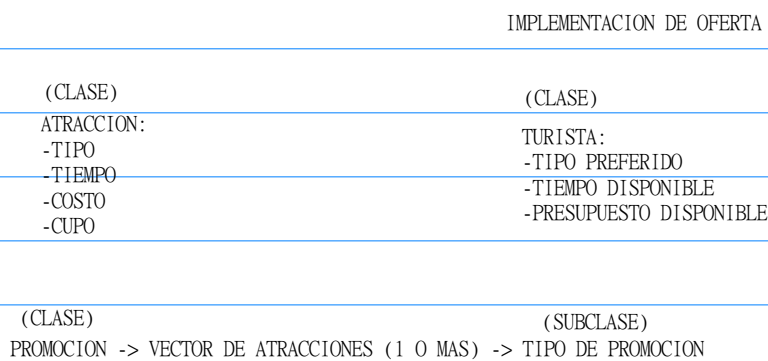 IMPLEMENTACION DE OFERTA
(CLASE)
ATRACCION:
-TIPO
-TIEMPO
-COSTO
-CUPO
(CLASE)
TURISTA:
-TIPO PREFERIDO
-TIEMPO DISPONIBLE
-PRESUPUESTO DISPONIBLE
(CLASE)
(SUBCLASE)
PROMOCION -> VECTOR DE ATRACCIONES (1 O MAS) -> TIPO DE PROMOCION